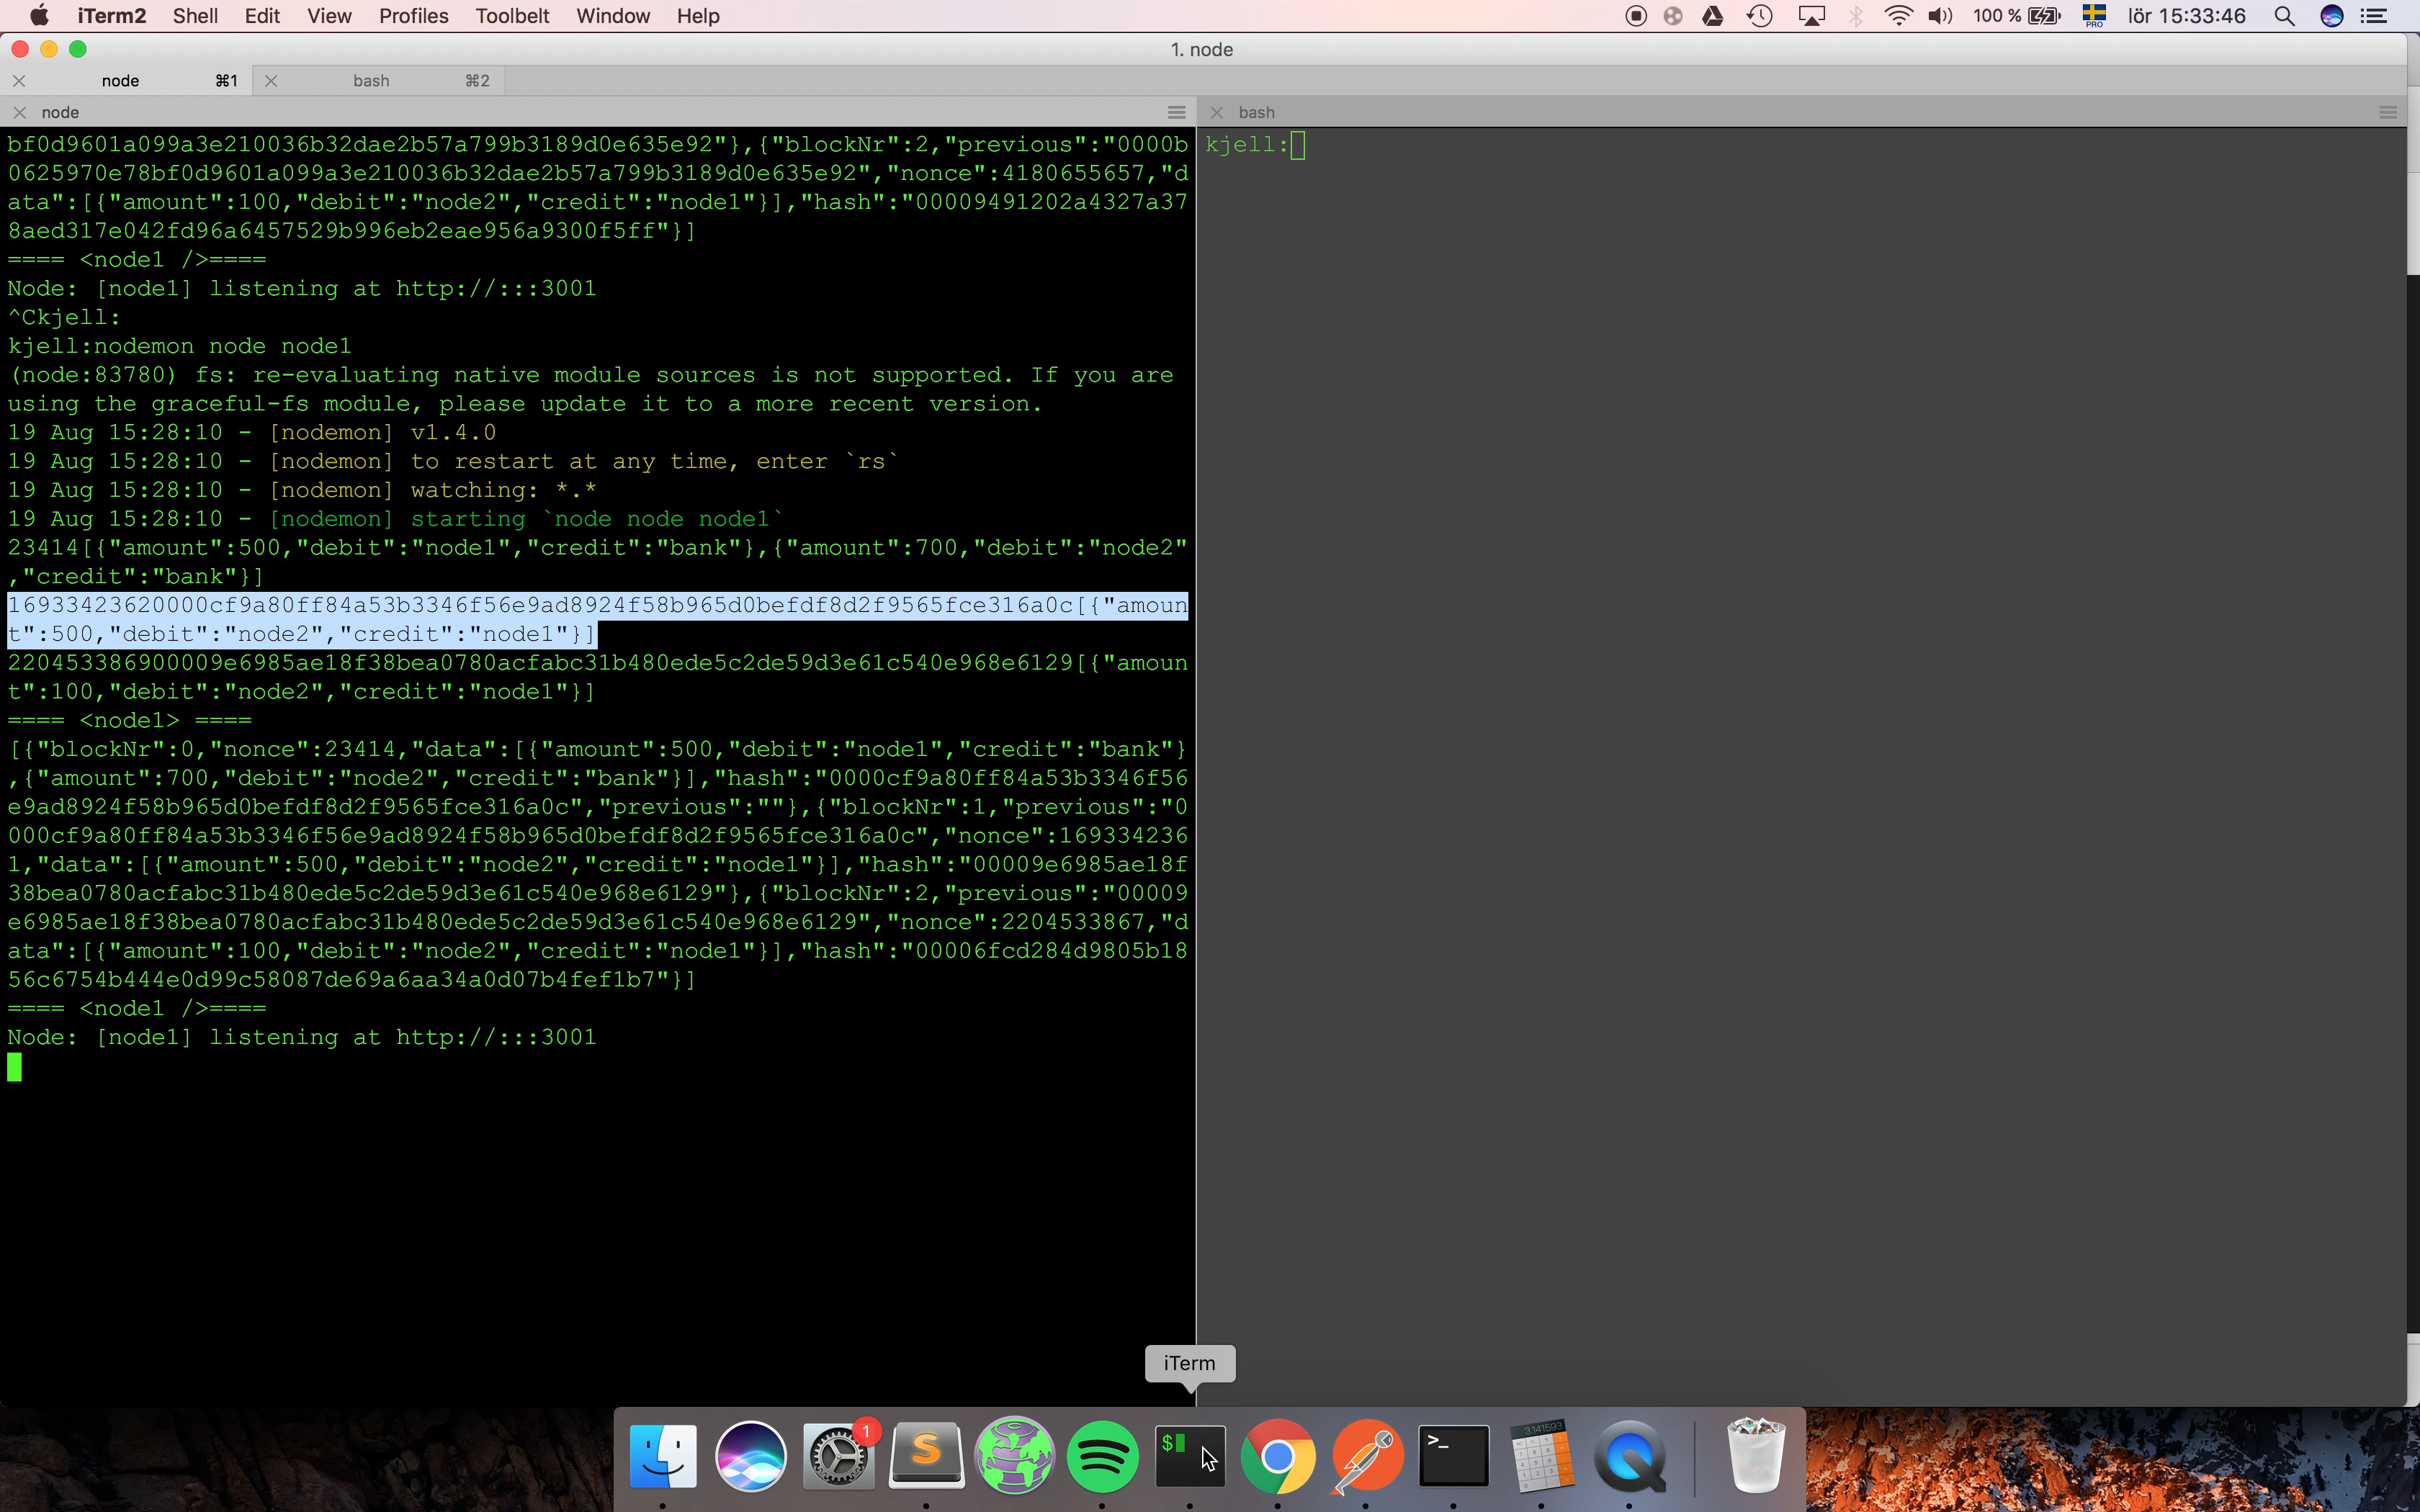 iTerm2 Shell Edit View Profiles Toolbelt Window Help 100 % PRO lör 15:33:46
1. node
node ⌘1 bash ⌘2
node
bash
bf0d9601a099a3e210036b32dae2b57a799b3189d0e635e92"},{"blockNr":2,"previous":"0000b
0625970e78bf0d9601a099a3e210036b32dae2b57a799b3189d0e635e92","nonce":4180655657,"d
ata":[{"amount":100,"debit":"node2","credit":"node1"}],"hash":"00009491202a4327a37
8aed317e042fd96a6457529b996eb2eae956a9300f5ff"}]
==== <node1 />====
Node: [node1] listening at http://:::3001
^Ckjell:
kjell:nodemon node node1
(node:83780) fs: re-evaluating native module sources is not supported. If you are
using the graceful-fs module, please update it to a more recent version.
19 Aug 15:28:10 - [nodemon] v1.4.0
19 Aug 15:28:10 - [nodemon] to restart at any time, enter `rs`
19 Aug 15:28:10 - [nodemon] watching: *.*
19 Aug 15:28:10 - [nodemon] starting `node node node1`
23414[{"amount":500,"debit":"node1","credit":"bank"},{"amount":700,"debit":"node2"
,"credit":"bank"}]
16933423620000cf9a80ff84a53b3346f56e9ad8924f58b965d0befdf8d2f9565fce316a0c[{"amoun
t":500,"debit":"node2","credit":"node1"}]
220453386900009e6985ae18f38bea0780acfabc31b480ede5c2de59d3e61c540e968e6129[{"amoun
t":100,"debit":"node2","credit":"node1"}]
==== <node1> ====
[{"blockNr":0,"nonce":23414,"data":[{"amount":500,"debit":"node1","credit":"bank"}
,{"amount":700,"debit":"node2","credit":"bank"}],"hash":"0000cf9a80ff84a53b3346f56
e9ad8924f58b965d0befdf8d2f9565fce316a0c","previous":""},{"blockNr":1,"previous":"0
000cf9a80ff84a53b3346f56e9ad8924f58b965d0befdf8d2f9565fce316a0c","nonce":169334236
1,"data":[{"amount":500,"debit":"node2","credit":"node1"}],"hash":"00009e6985ae18f
38bea0780acfabc31b480ede5c2de59d3e61c540e968e6129"},{"blockNr":2,"previous":"00009
e6985ae18f38bea0780acfabc31b480ede5c2de59d3e61c540e968e6129","nonce":2204533867,"d
ata":[{"amount":100,"debit":"node2","credit":"node1"}],"hash":"00006fcd284d9805b18
56c6754b444e0d99c58087de69a6aa34a0d07b4fef1b7"}]
==== <node1 />====
Node: [node1] listening at http://:::3001
kjell:
iTerm
1
S
$
>_
3.141593